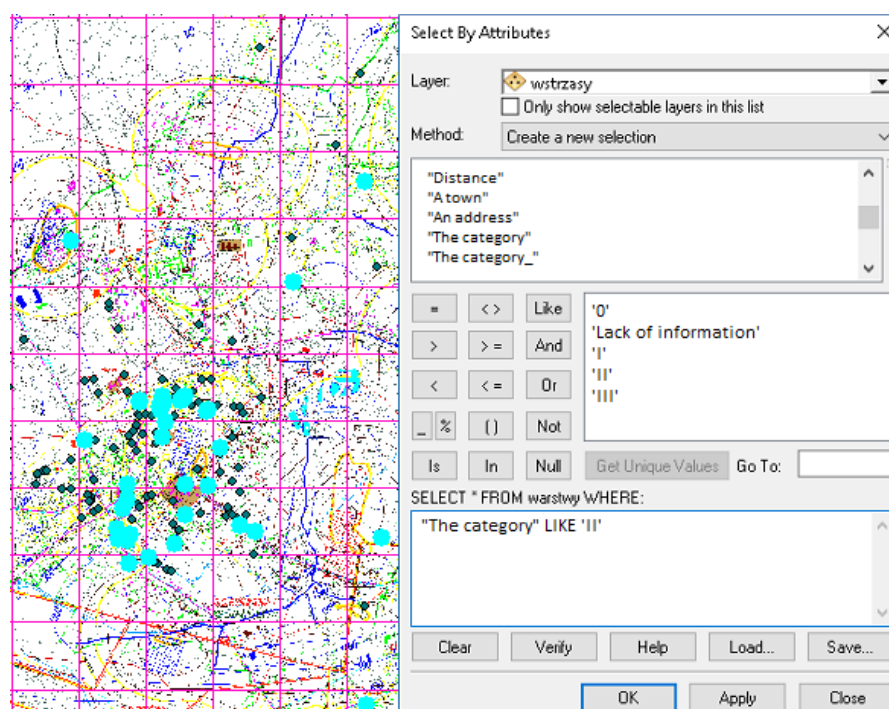 Select By Attributes
Layer: wstrzasy
Only show selectable layers in this list
Method: Create a new selection
"Distance"
"A town"
"An address"
"The category"
"The category_"
= < > Like
> > = And
< < = Or
_ % ( ) Not
Is In Null
'0'
'Lack of information'
'I'
'II'
'III'
Get Unique Values Go To:
SELECT * FROM warstwy WHERE:
"The category" LIKE 'II'
Clear Verify Help Load... Save...
OK Apply Close